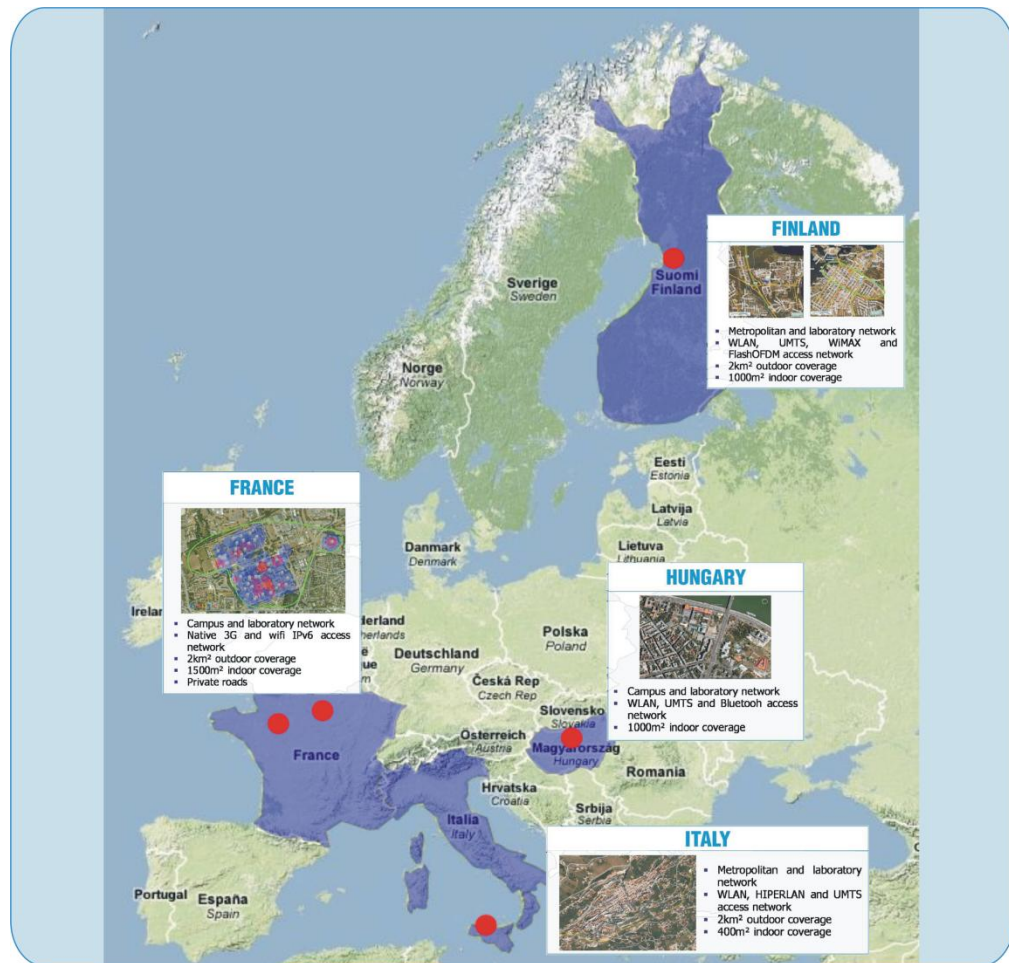 FINLAND
Metropolitan and laboratory network
WLAN, UMTS, WiMAX and
FlashOFDM access network
2km² outdoor coverage
1000m² indoor coverage
Suomi
Finland
Sverige
Sweden
Norge
Norway
Eesti
Estonia
Latvija
Latvia
Lietuva
Lithuania
Danmark
Denmark
FRANCE
Campus and laboratory network
Native 3G and wifi IPv6 access
network
2km² outdoor coverage
1500m² indoor coverage
Private roads
Irelan
derland
herlands
ë
que
m
Deutschland
Germany
Polska
Poland
Česká Rep
Czech Rep
HUNGARY
Campus and laboratory network
WLAN, UMTS and Bluetooh access
network
1000m² indoor coverage
Slovensko
Slovakia
Österreich
Austria
Magyarország
Hungary
France
Romania
Hrvatska
Croatia
Srbija
Serbia
Italia
Italy
ITALY
Metropolitan and laboratory
network
WLAN, HIPERLAN and UMTS
access network
2km² outdoor coverage
400m² indoor coverage
Portugal
España
Spain